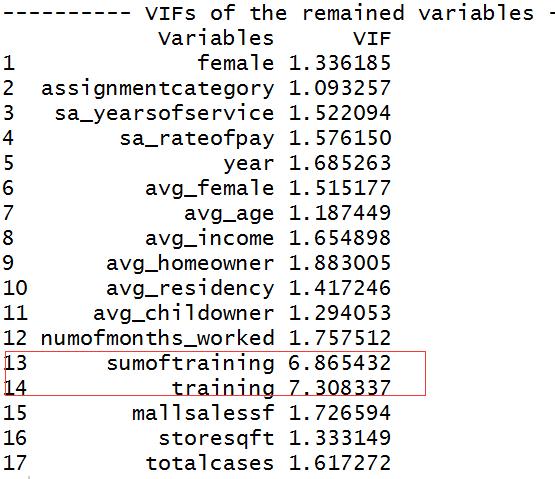 ---------- VIFs of the remained variables -
Variables VIF
1 female 1.336185
2 assignmentcategory 1.093257
3 sa_yearsofservice 1.522094
4 sa_rateofpay 1.576150
5 year 1.685263
6 avg_female 1.515177
7 avg_age 1.187449
8 avg_income 1.654898
9 avg_homeowner 1.883005
10 avg_residency 1.417246
11 avg_childowner 1.294053
12 numofmonths_worked 1.757512
13 sumoftraining 6.865432
14 training 7.308337
15 mallsalessf 1.726594
16 storesqft 1.333149
17 totalcases 1.617272